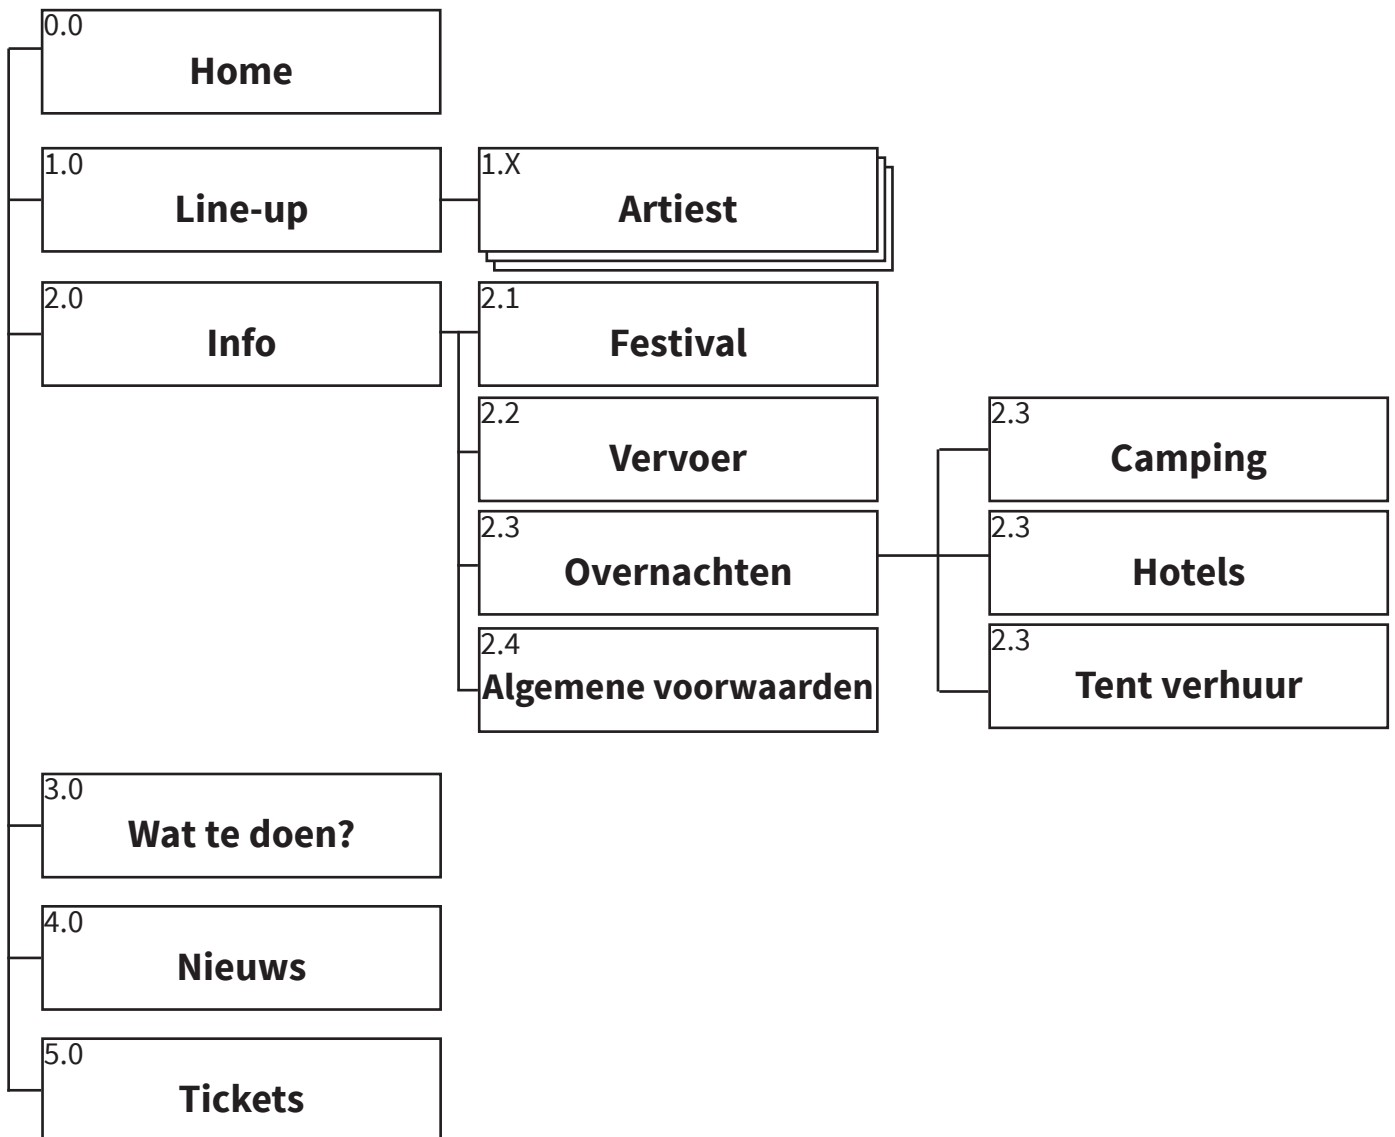 0.0
Home
1.0
Line-up
1.X
Artiest
2.0
Info
2.1
Festival
2.2
Vervoer
2.3
Camping
2.3
Overnachten
2.3
Hotels
2.4
Algemene voorwaarden
2.3
Tent verhuur
3.0
Wat te doen?
4.0
Nieuws
5.0
Tickets